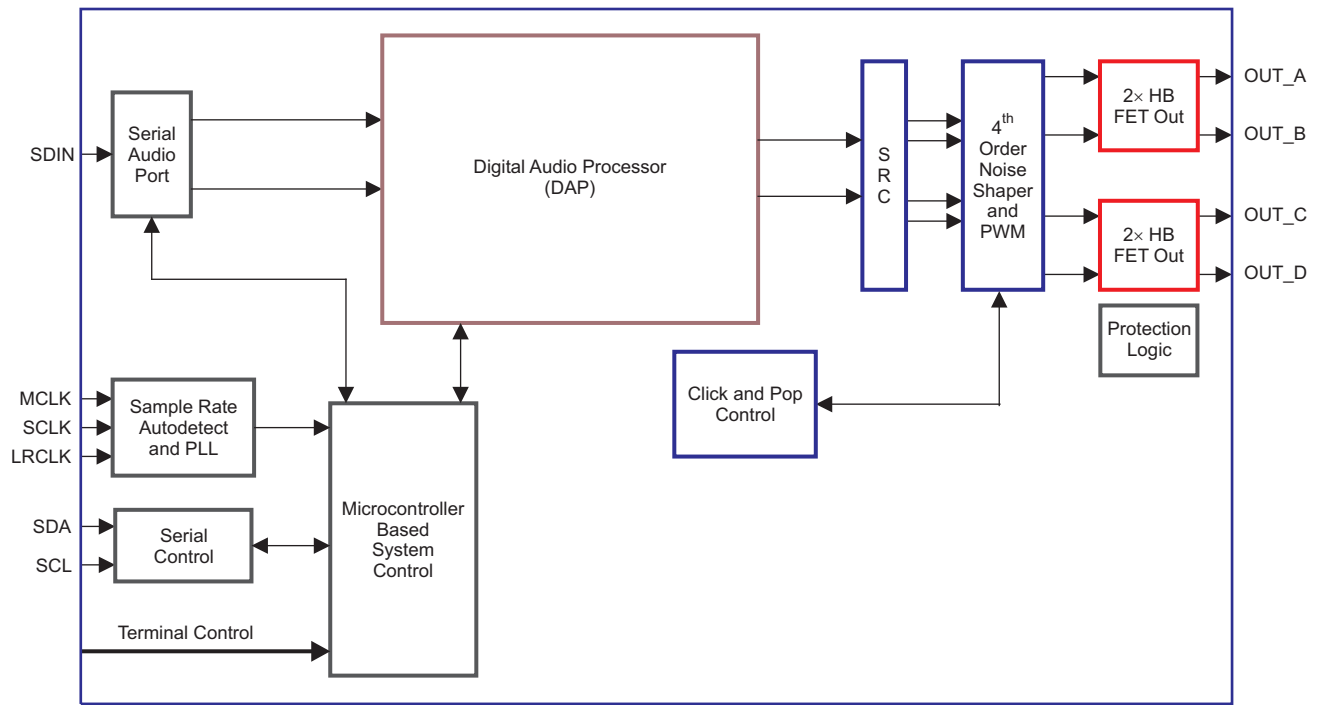 SDIN
Serial
Audio
Port
Digital Audio Processor
(DAP)
S
R
C
4th
Order
Noise
Shaper
and
PWM
2× HB
FET Out
OUT_A
OUT_B
2× HB
FET Out
OUT_C
OUT_D
Protection
Logic
Click and Pop
Control
MCLK
SCLK
LRCLK
Sample Rate
Autodetect
and PLL
SDA
SCL
Serial
Control
Microcontroller
Based
System
Control
Terminal Control